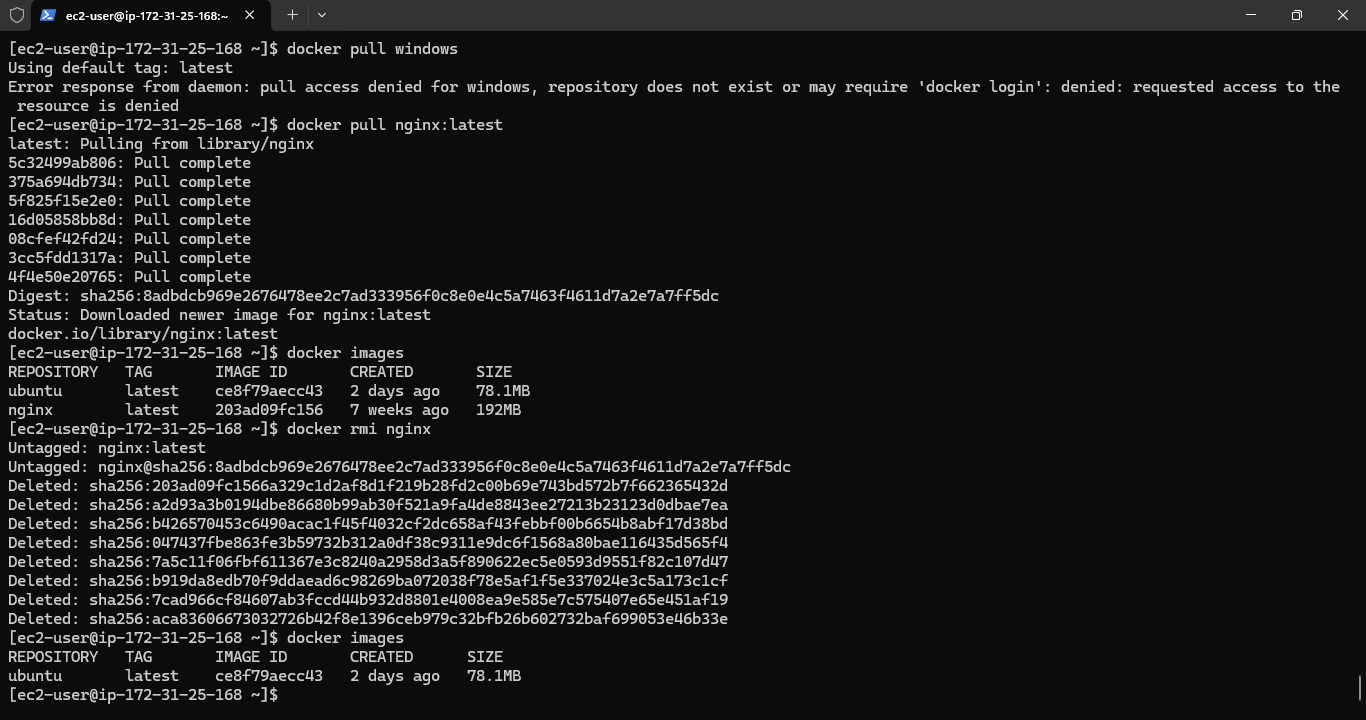 ec2-user@ip-172-31-25-168:~
[ec2-user@ip-172-31-25-168 ~]$ docker pull windows
Using default tag: latest
Error response from daemon: pull access denied for windows, repository does not exist or may require 'docker login': denied: requested access to the
 resource is denied
[ec2-user@ip-172-31-25-168 ~]$ docker pull nginx:latest
latest: Pulling from library/nginx
5c32499ab806: Pull complete
375a694db734: Pull complete
5f825f15e2e0: Pull complete
16d05858bb8d: Pull complete
08cfef42fd24: Pull complete
3cc5fdd1317a: Pull complete
4f4e50e20765: Pull complete
Digest: sha256:8adbdcb969e2676478ee2c7ad333956f0c8e0e4c5a7463f4611d7a2e7a7ff5dc
Status: Downloaded newer image for nginx:latest
docker.io/library/nginx:latest
[ec2-user@ip-172-31-25-168 ~]$ docker images
REPOSITORY   TAG       IMAGE ID       CREATED       SIZE
ubuntu       latest    ce8f79aecc43   2 days ago    78.1MB
nginx        latest    203ad09fc156   7 weeks ago   192MB
[ec2-user@ip-172-31-25-168 ~]$ docker rmi nginx
Untagged: nginx:latest
Untagged: nginx@sha256:8adbdcb969e2676478ee2c7ad333956f0c8e0e4c5a7463f4611d7a2e7a7ff5dc
Deleted: sha256:203ad09fc1566a329c1d2af8d1f219b28fd2c00b69e743bd572b7f662365432d
Deleted: sha256:a2d93a3b0194dbe86680b99ab30f521a9fa4de8843ee27213b23123d0dbae7ea
Deleted: sha256:b426570453c6490acac1f45f4032cf2dc658af43febbf00b6654b8abf17d38bd
Deleted: sha256:047437fbe863fe3b59732b312a0df38c9311e9dc6f1568a80bae116435d565f4
Deleted: sha256:7a5c11f06fbf611367e3c8240a2958d3a5f890622ec5e0593d9551f82c107d47
Deleted: sha256:b919da8edb70f9ddaead6c98269ba072038f78e5af1f5e337024e3c5a173c1cf
Deleted: sha256:7cad966cf84607ab3fccd44b932d8801e4008ea9e585e7c575407e65e451af19
Deleted: sha256:aca83606673032726b42f8e1396ceb979c32bfb26b602732baf699053e46b33e
[ec2-user@ip-172-31-25-168 ~]$ docker images
REPOSITORY   TAG       IMAGE ID       CREATED      SIZE
ubuntu       latest    ce8f79aecc43   2 days ago   78.1MB
[ec2-user@ip-172-31-25-168 ~]$